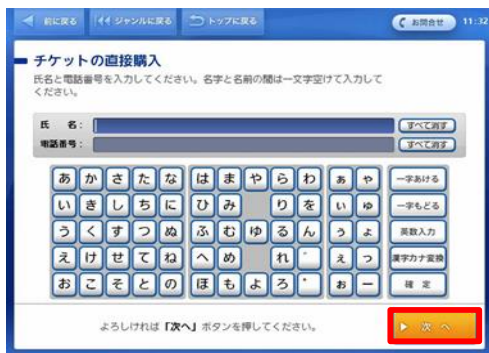 前に戻る ジャンルに戻る トップに戻る お問合せ 11:32
チケットの直接購入
氏名と電話番号を入力してください。名字と名前の間は一文字空けて入力して
ください。
氏 名: すべて消す
電話番号: すべて消す
あ か さ た な は ま や ら わ ぁ ゃ 一字あける
い き し ち に ひ み り を ぃ ゅ 一字もどる
う く す つ ぬ ふ む ゆ る ん ぅ ょ 英数入力
え け せ て ね へ め れ ゛ ぇ っ 漢字カナ変換
お こ そ と の ほ も よ ろ ゜ ぉ ー 確 定
よろしければ「次へ」ボタンを押してください。 次 へ